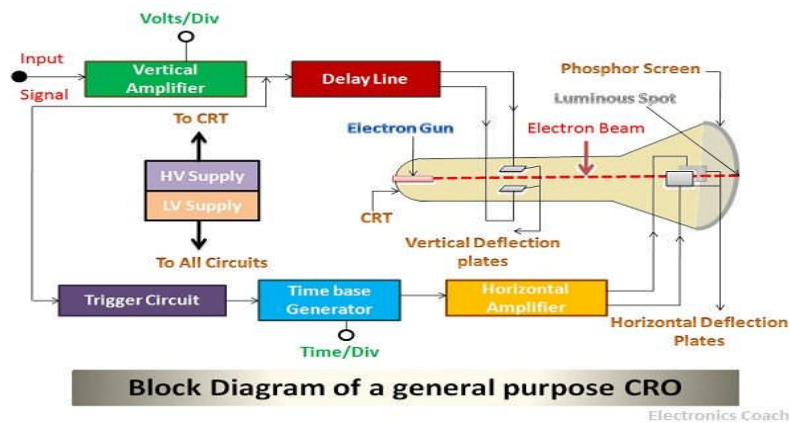 Volts/Div
Input
Signal
Vertical
Amplifier
Delay Line
Phosphor Screen
Luminous Spot
To CRT
Electron Gun
Electron Beam
HV Supply
LV Supply
CRT
Vertical Deflection
plates
To All Circuits
Trigger Circuit
Time base
Generator
Horizontal
Amplifier
Horizontal Deflection
Plates
Time/Div
Block Diagram of a general purpose CRO
Electronics Coach